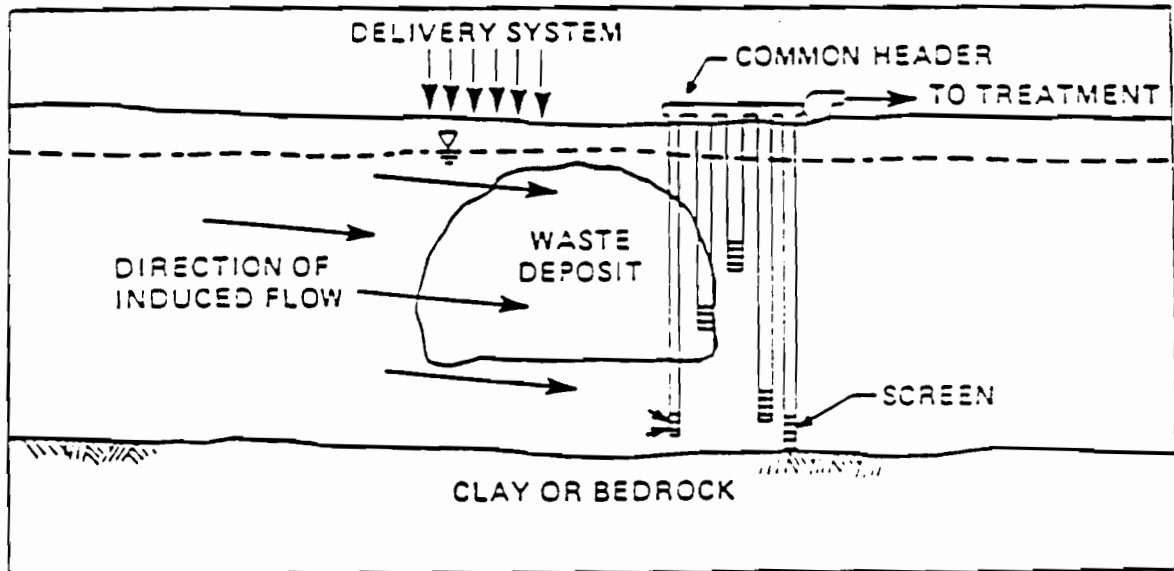 DELIVERY SYSTEM
COMMON HEADER
TO TREATMENT
WASTE
DEPOSIT
DIRECTION OF
INDUCED FLOW
SCREEN
CLAY OR BEDROCK